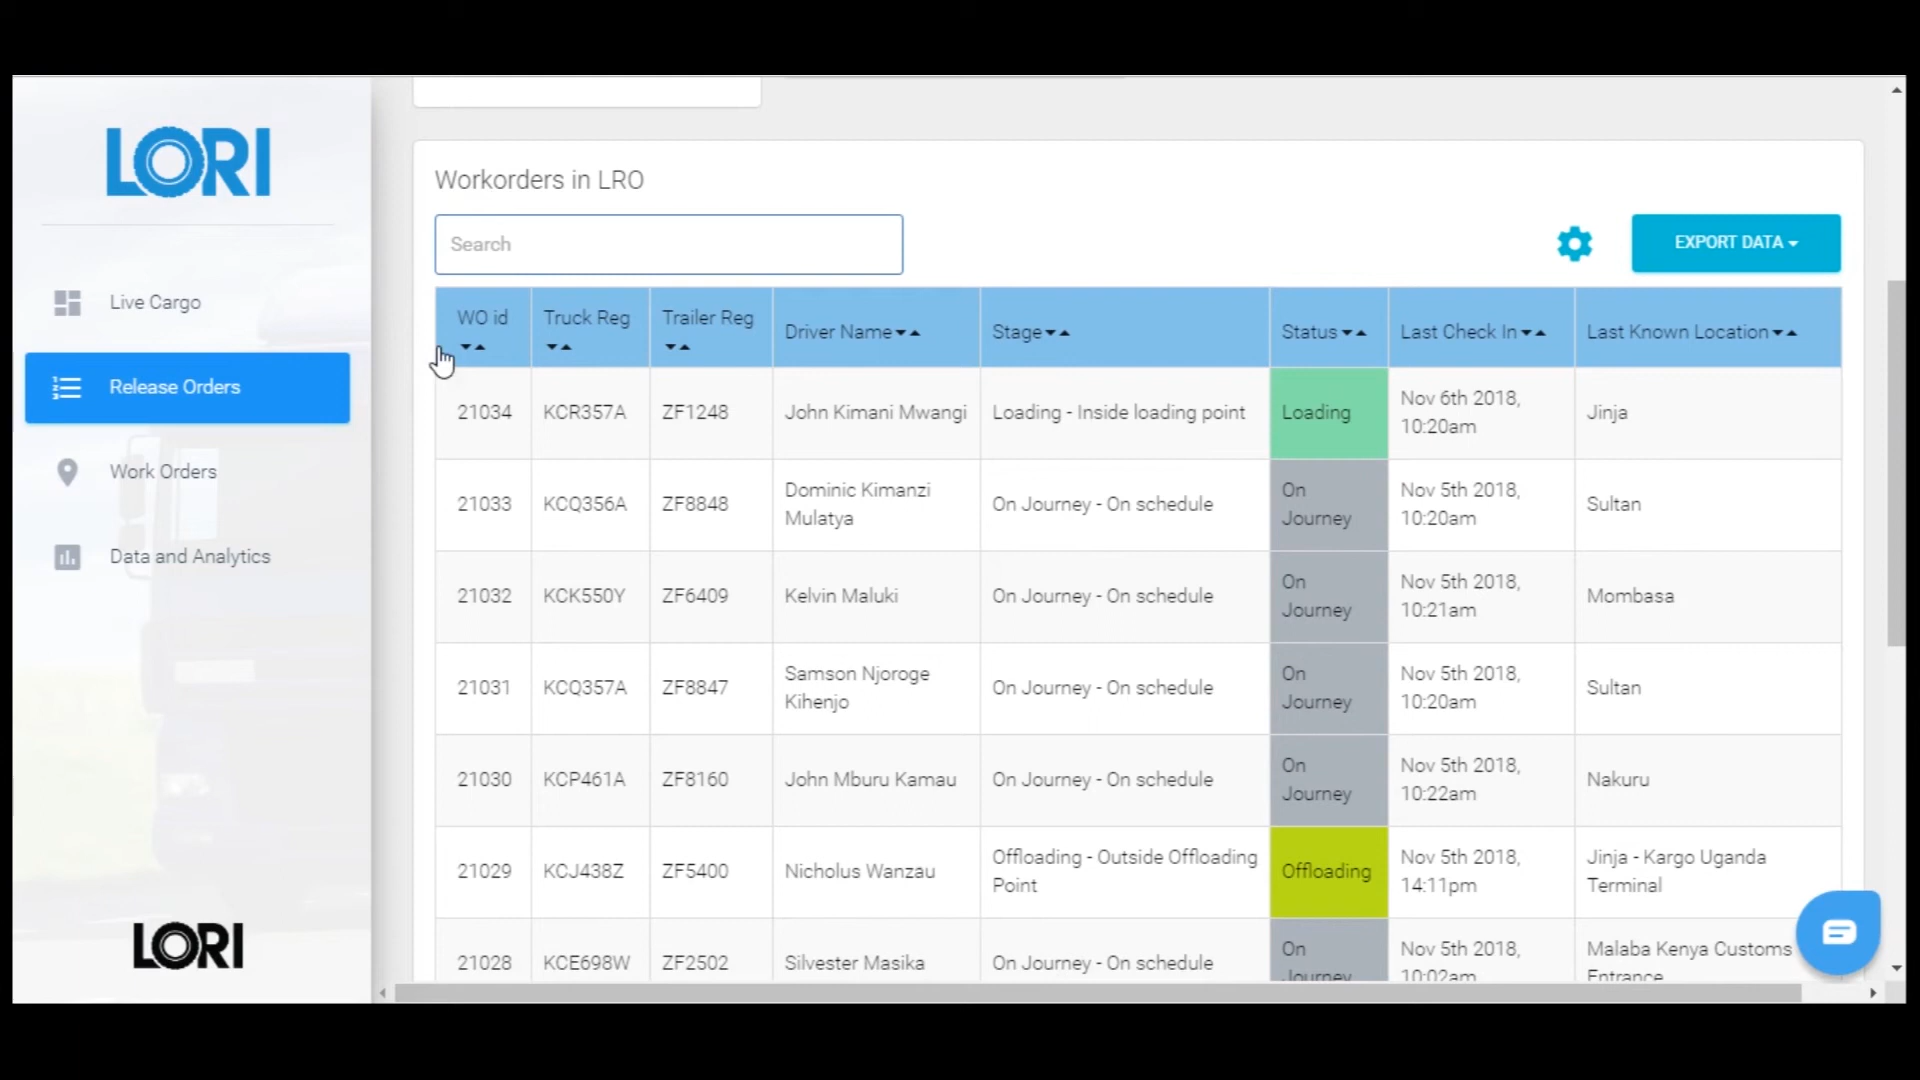 LORI
Live Cargo
Release Orders
Work Orders
Data and Analytics
LORI
Workorders in LRO
Search
EXPORT DATA
WO id Truck Reg Trailer Reg Driver Name Stage Status Last Check In Last Known Location
21034 KCR357A ZF1248 John Kimani Mwangi Loading - Inside loading point Loading Nov 6th 2018, Jinja
10:20am
21033 KCQ356A ZF8848 Dominic Kimanzi On Journey - On schedule On Nov 5th 2018, Sultan
Mulatya Journey 10:20am
21032 KCK550Y ZF6409 Kelvin Maluki On Journey - On schedule On Nov 5th 2018, Mombasa
Journey 10:21am
21031 KCQ357A ZF8847 Samson Njoroge On Journey - On schedule On Nov 5th 2018, Sultan
Kihenjo Journey 10:20am
21030 KCP461A ZF8160 John Mburu Kamau On Journey - On schedule On Nov 5th 2018, Nakuru
Journey 10:22am
21029 KCJ438Z ZF5400 Nicholus Wanzau Offloading - Outside Offloading Offloading Nov 5th 2018, Jinja - Kargo Uganda
Point 14:11pm Terminal
21028 KCE698W ZF2502 Silvester Masika On Journey - On schedule On Nov 5th 2018, Malaba Kenya Customs
Journey 10:02am Entrance